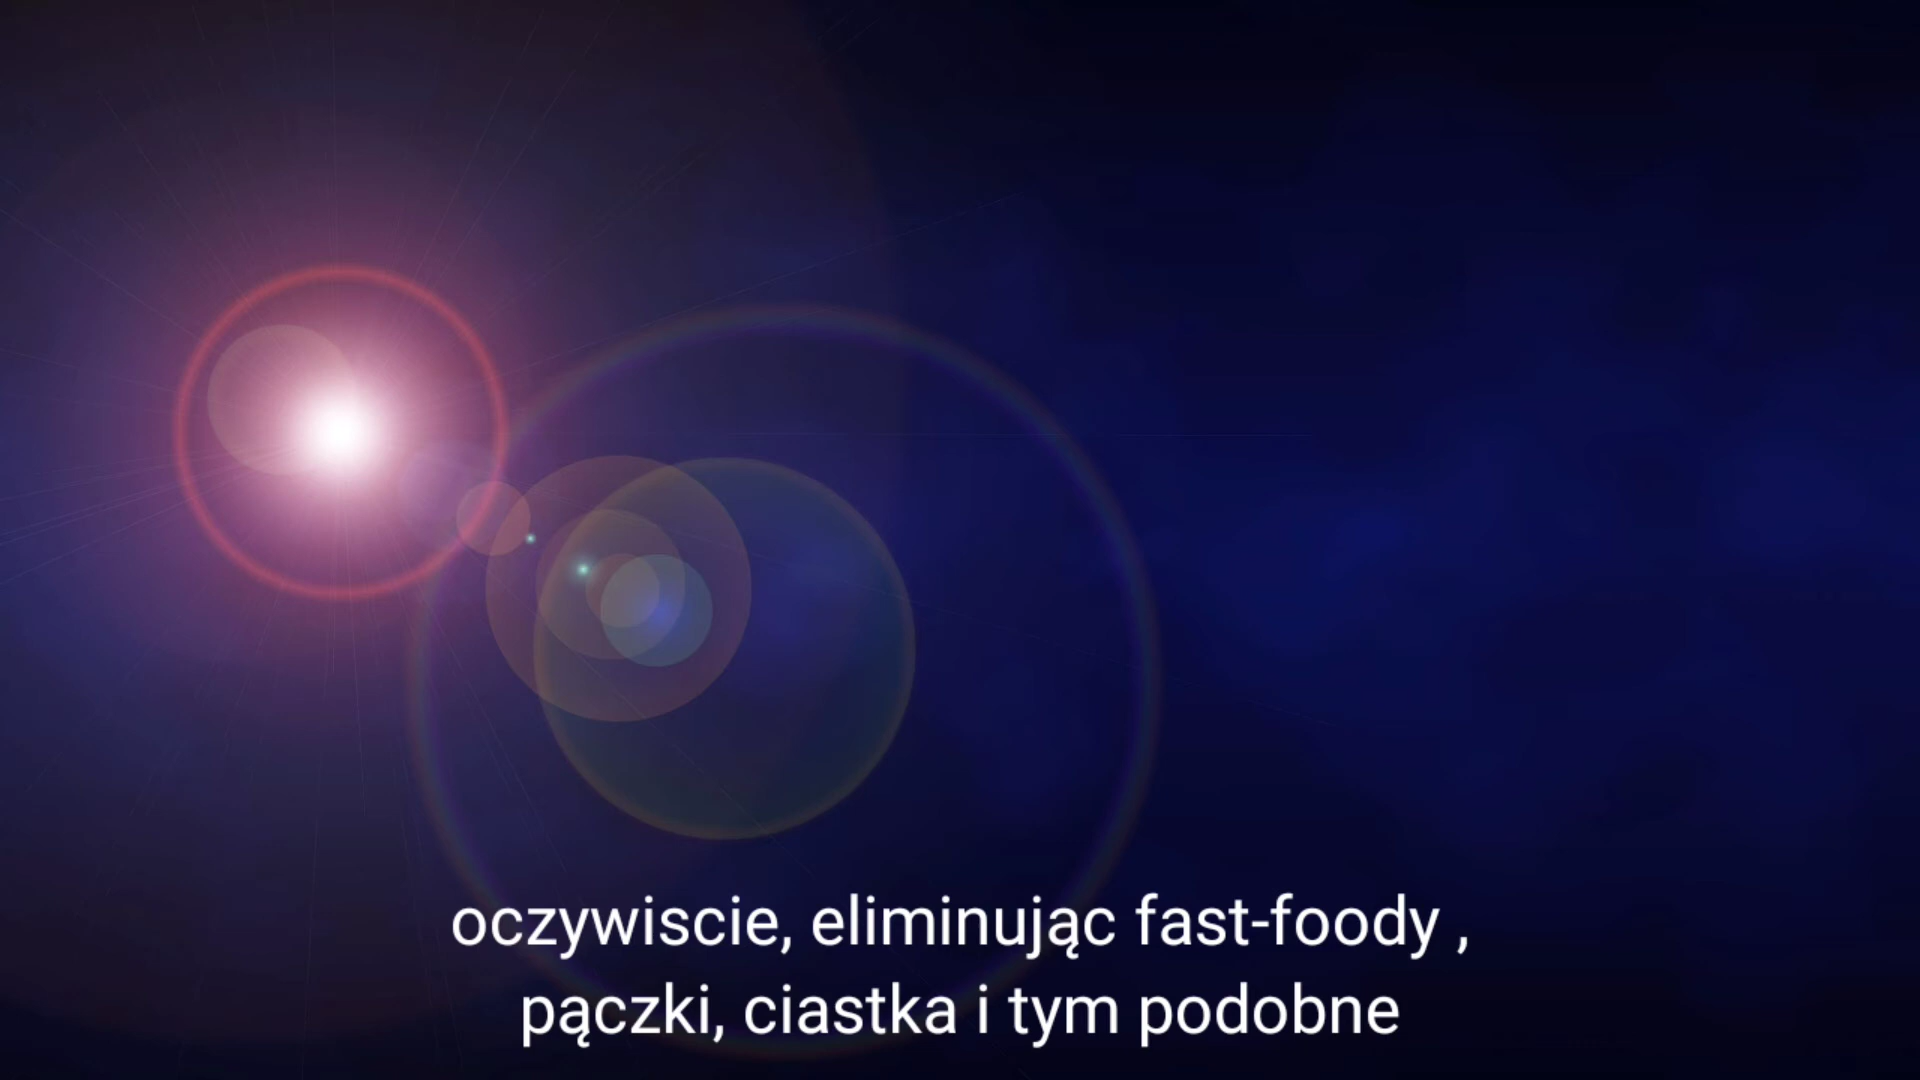 oczywiscie, eliminując fast-foody ,
pączki, ciastka i tym podobne